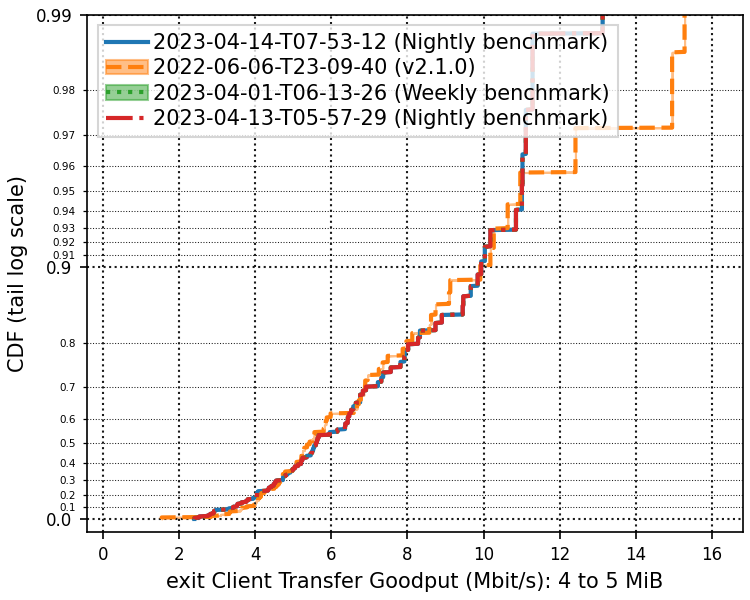 0.99
2023-04-14-T07-53-12 (Nightly benchmark)
2022-06-06-T23-09-40 (v2.1.0)
2023-04-01-T06-13-26 (Weekly benchmark)
2023-04-13-T05-57-29 (Nightly benchmark)
0.98
0.97
0.96
0.95
0.94
0.93
0.92
0.91
0.9
0.8
0.7
0.6
0.5
0.4
0.3
0.2
0.1
0.0
CDF (tail log scale)
0 2 4 6 8 10 12 14 16
exit Client Transfer Goodput (Mbit/s): 4 to 5 MiB